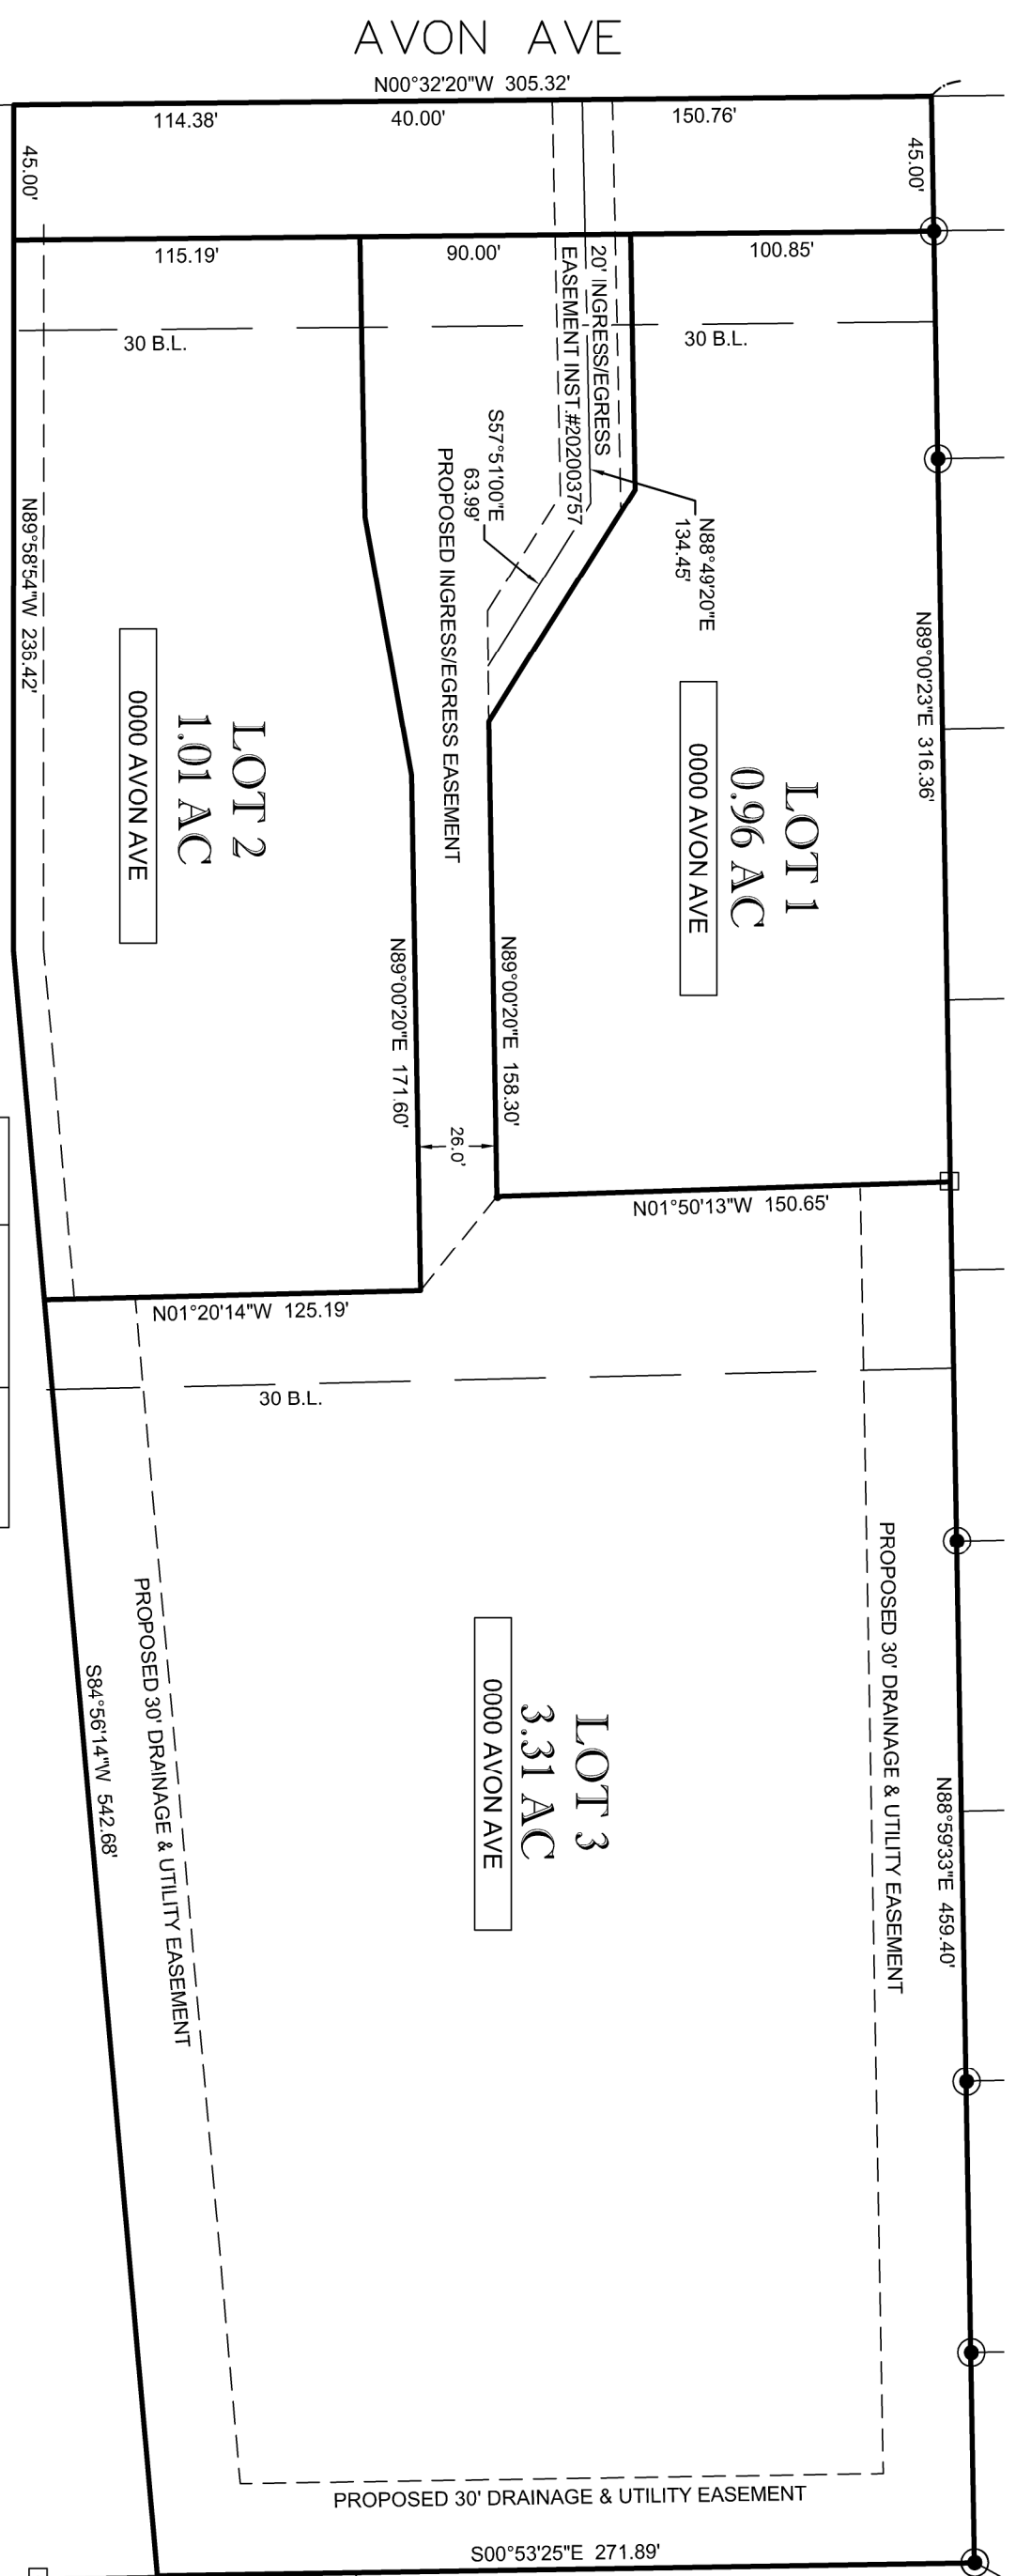 AVON AVE
N00°32'20"W 305.32'
114.38'
40.00'
150.76'
45.00'
45.00'
115.19'
90.00'
100.85'
30 B.L.
30 B.L.
20' INGRESS/EGRESS
EASEMENT INST.#202003757
S57°51'00"E
63.99'
N88°49'20"E
134.45'
PROPOSED INGRESS/EGRESS EASEMENT
N89°58'54"W 236.42'
N89°00'23"E 316.36'
LOT 1
0.96 AC
0000 AVON AVE
LOT 2
1.01 AC
0000 AVON AVE
N89°00'20"E 171.60'
N89°00'20"E 158.30'
26.0'
N01°50'13"W 150.65'
N01°20'14"W 125.19'
30 B.L.
PROPOSED 30' DRAINAGE & UTILITY EASEMENT
PROPOSED 30' DRAINAGE & UTILITY EASEMENT
LOT 3
3.31 AC
0000 AVON AVE
S84°56'14"W 542.68'
N88°59'33"E 459.40'
PROPOSED 30' DRAINAGE & UTILITY EASEMENT
S00°53'25"E 271.89'